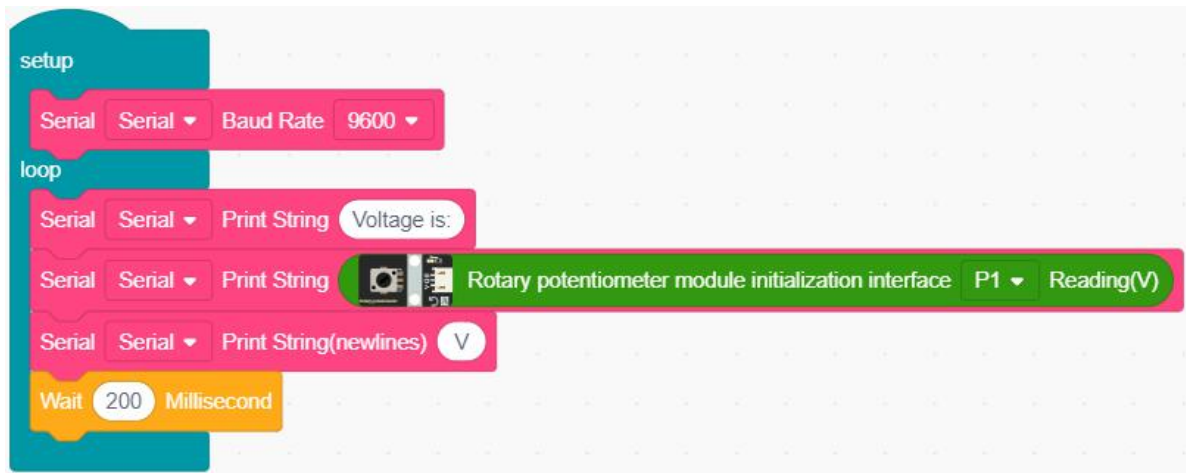 setup
Serial Serial Baud Rate 9600
loop
Serial Serial Print String Voltage is:
Serial Serial Print String Rotary potentiometer module initialization interface P1 Reading(V)
Serial Serial Print String(newlines) V
Wait 200 Millisecond